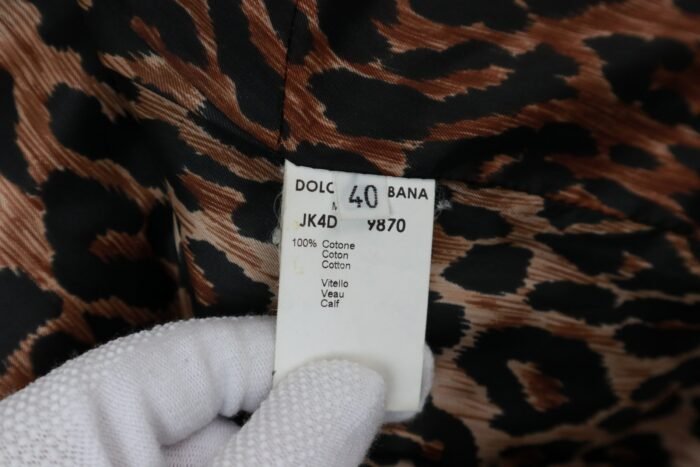 DOLC 40 BANA
M
JK4D 9870
100% Cotone
Coton
Cotton
Vitello
Veau
Calf